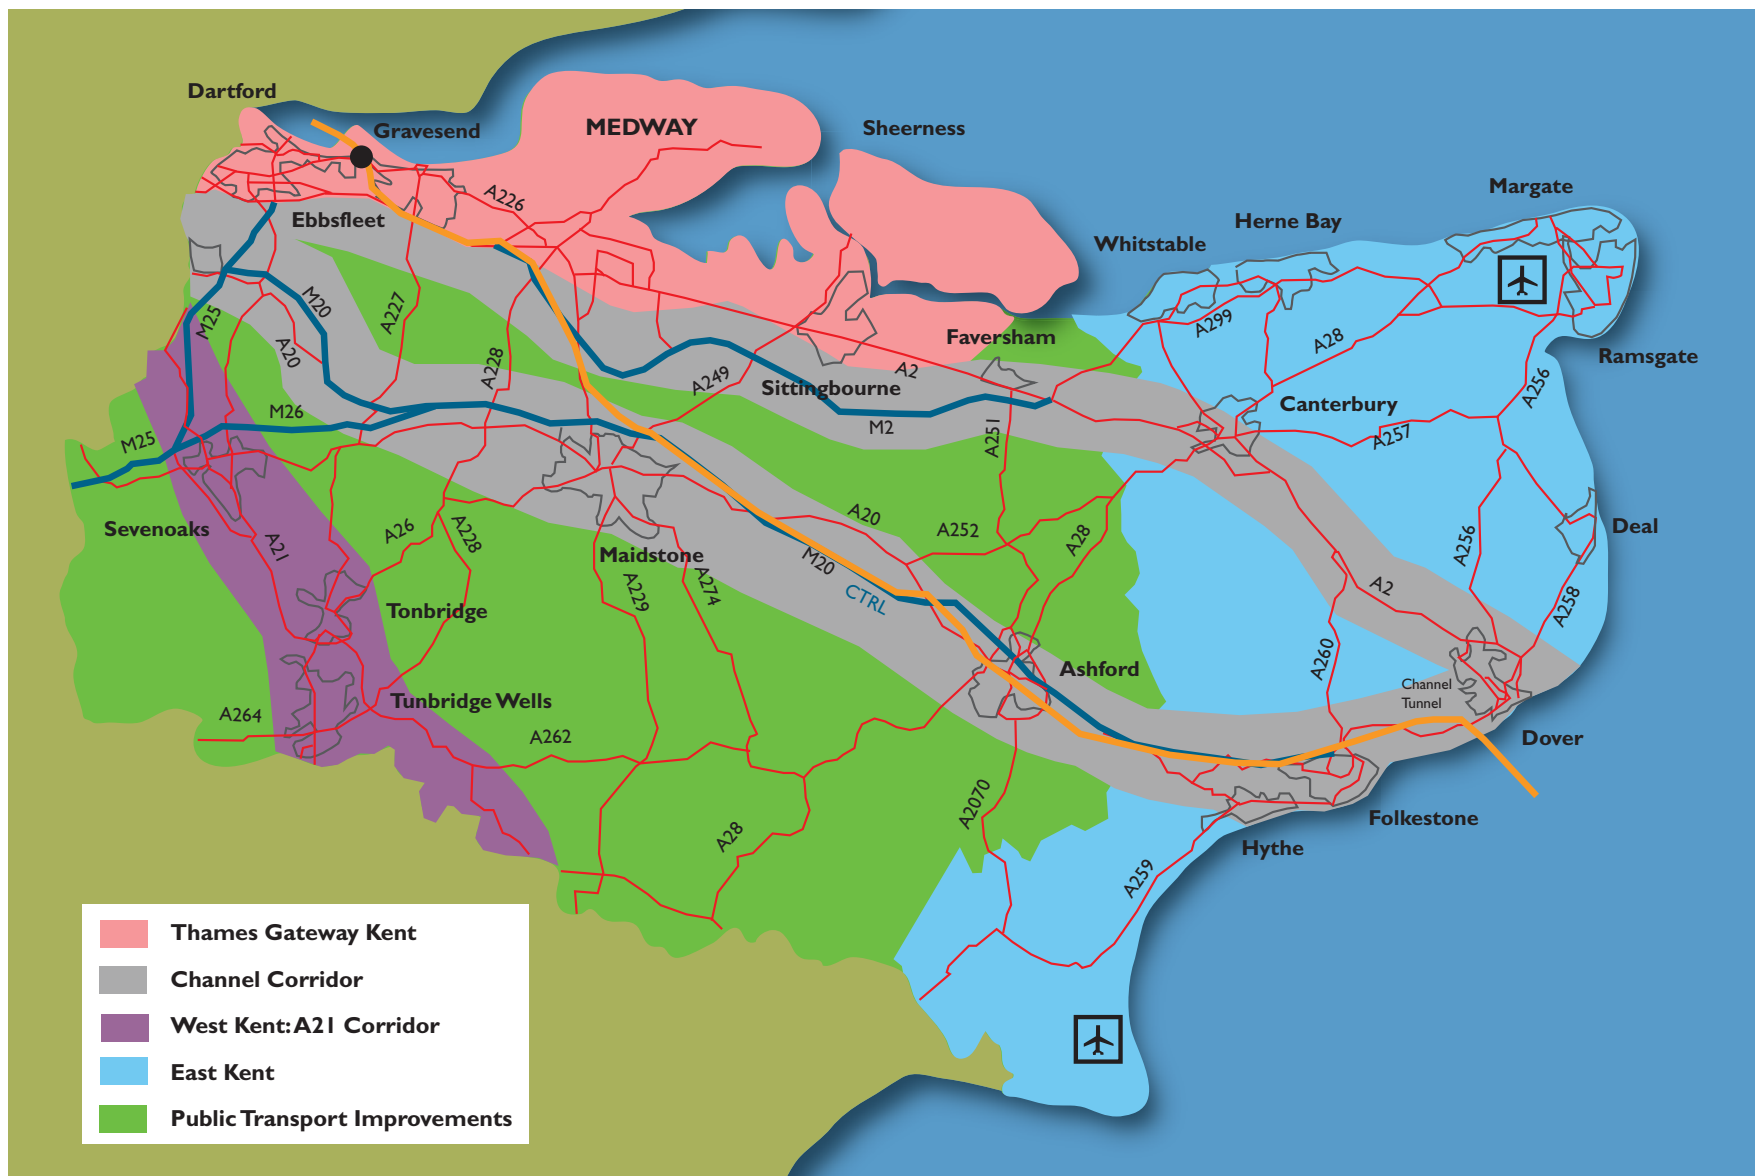 Dartford
Gravesend
MEDWAY
Sheerness
Margate
A226
Ebbsfleet
Herne Bay
Whitstable
M20
A227
M25
A299
A28
Faversham
Ramsgate
A20
A228
A249
A2
Sittingbourne
A256
M26
M2
A251
Canterbury
A257
M25
Sevenoaks
A21
A26
A228
A20
A252
A28
Deal
A256
Maidstone
M20
A274
A229
CTRL
A2
A258
Tonbridge
A260
Ashford
Channel
Tunnel
Tunbridge Wells
A264
A262
Dover
A2070
A28
Folkestone
Hythe
A259
Thames Gateway Kent
Channel Corridor
West Kent: A21 Corridor
East Kent
Public Transport Improvements